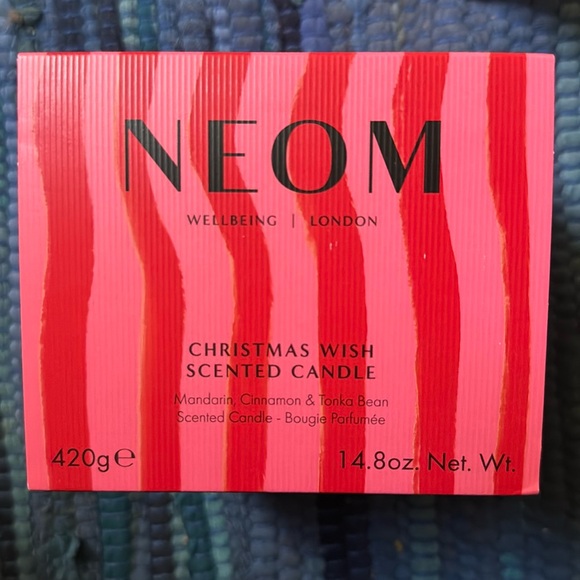 NEOM
WELLBEING | LONDON
CHRISTMAS WISH
SCENTED CANDLE
Mandarin, Cinnamon & Tonka Bean
Scented Candle - Bougie Parfumée
420g℮ 14.8oz. Net. Wt.